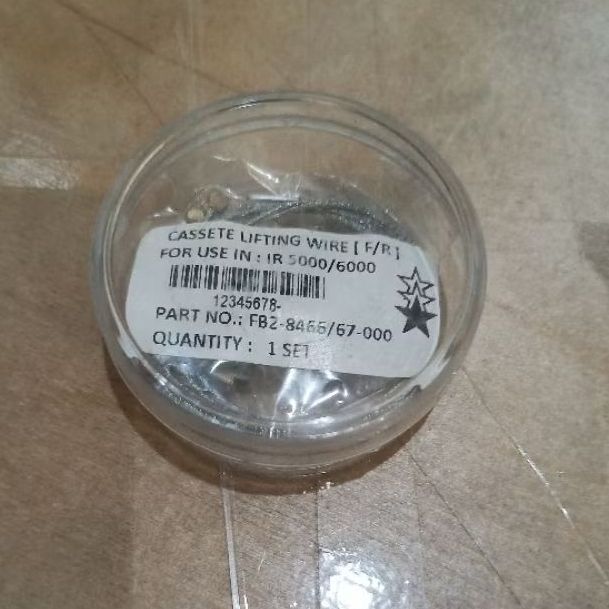 CASSETE LIFTING WIRE [ F/R ]
FOR USE IN : IR 5000/6000
12345678-
PART NO.: FB2-8466/67-000
QUANTITY : 1 SET